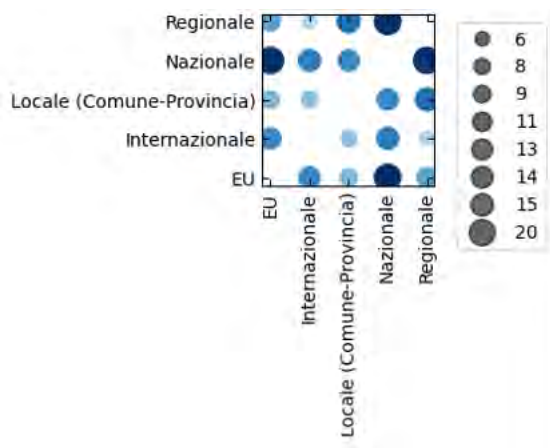 Regionale
Nazionale
Locale (Comune-Provincia)
Internazionale
EU
EU
Internazionale
Locale (Comune-Provincia)
Nazionale
Regionale
6
8
9
11
13
14
15
20